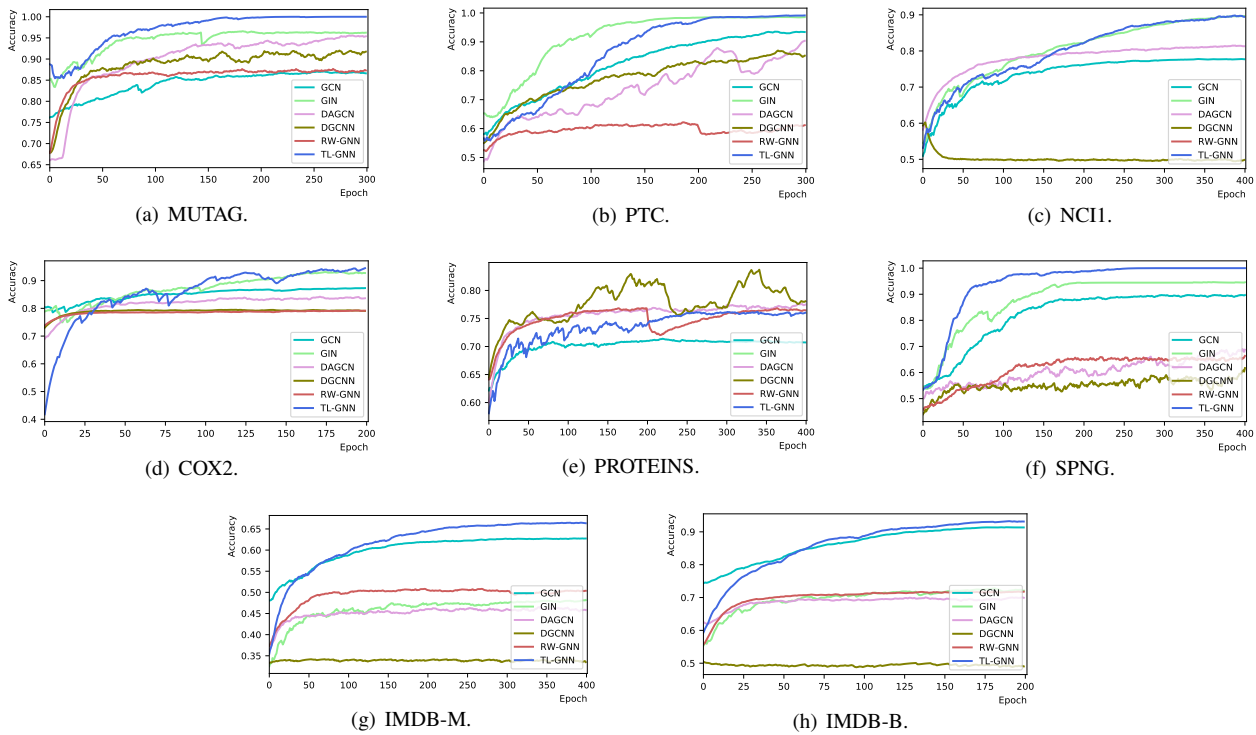 Accuracy
1.00
0.95
0.90
0.85
0.80
0.75
0.70
0.65
0 50 100 150 200 250 300
Epoch
GCN
GIN
DAGCN
DGCNN
RW-GNN
TL-GNN
(a) MUTAG.
Accuracy
1.0
0.9
0.8
0.7
0.6
0.5
0 50 100 150 200 250 300
Epoch
GCN
GIN
DAGCN
DGCNN
RW-GNN
TL-GNN
(b) PTC.
Accuracy
0.9
0.8
0.7
0.6
0.5
0 50 100 150 200 250 300 350 400
Epoch
GCN
GIN
DAGCN
DGCNN
RW-GNN
TL-GNN
(c) NCI1.
Accuracy
0.9
0.8
0.7
0.6
0.5
0.4
0 25 50 75 100 125 150 175 200
Epoch
GCN
GIN
DAGCN
DGCNN
RW-GNN
TL-GNN
(d) COX2.
Accuracy
0.80
0.75
0.70
0.65
0.60
0 50 100 150 200 250 300 350 400
Epoch
GCN
GIN
DAGCN
DGCNN
RW-GNN
TL-GNN
(e) PROTEINS.
Accuracy
1.0
0.9
0.8
0.7
0.6
0.5
0 50 100 150 200 250 300 350 400
Epoch
GCN
GIN
DAGCN
DGCNN
RW-GNN
TL-GNN
(f) SPNG.
Accuracy
0.65
0.60
0.55
0.50
0.45
0.40
0.35
0 50 100 150 200 250 300 350 400
Epoch
GCN
GIN
DAGCN
DGCNN
RW-GNN
TL-GNN
(g) IMDB-M.
Accuracy
0.9
0.8
0.7
0.6
0.5
0 25 50 75 100 125 150 175 200
Epoch
GCN
GIN
DAGCN
DGCNN
RW-GNN
TL-GNN
(h) IMDB-B.